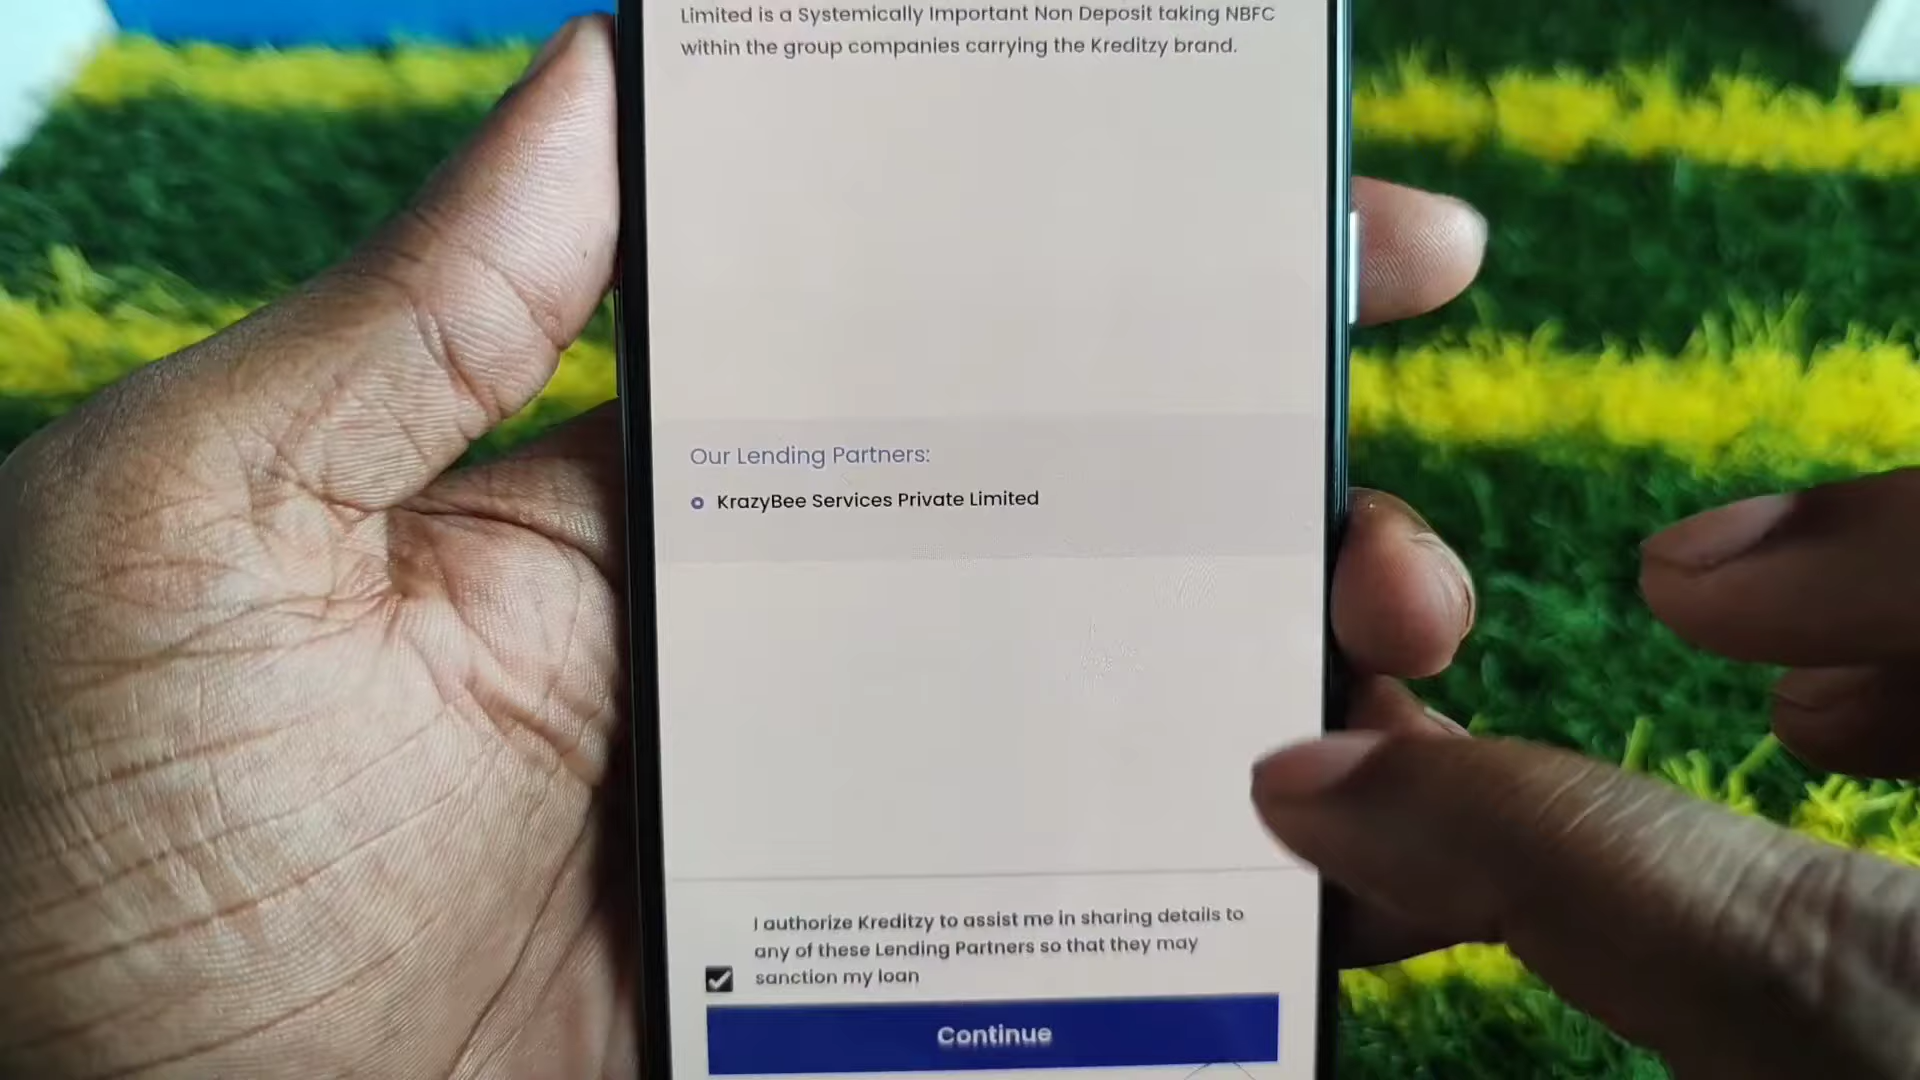 Limited is a Systemically Important Non Deposit taking NBFC
within the group companies carrying the Kreditzy brand.
Our Lending Partners:
KrazyBee Services Private Limited
I authorize Kreditzy to assist me in sharing details to
any of these Lending Partners so that they may
sanction my loan
Continue